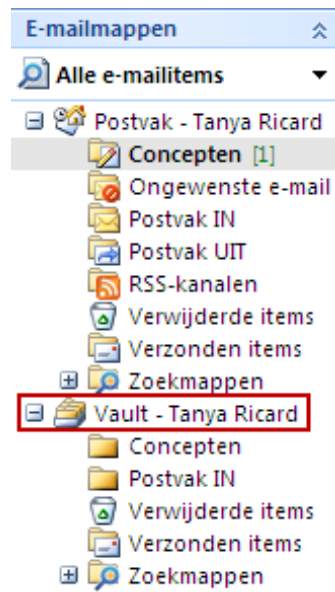 E-mailmappen
Alle e-mailitems
Postvak - Tanya Ricard
Concepten [1]
Ongewenste e-mail
Postvak IN
Postvak UIT
RSS-kanalen
Verwijderde items
Verzonden items
Zoekmappen
Vault - Tanya Ricard
Concepten
Postvak IN
Verwijderde items
Verzonden items
Zoekmappen